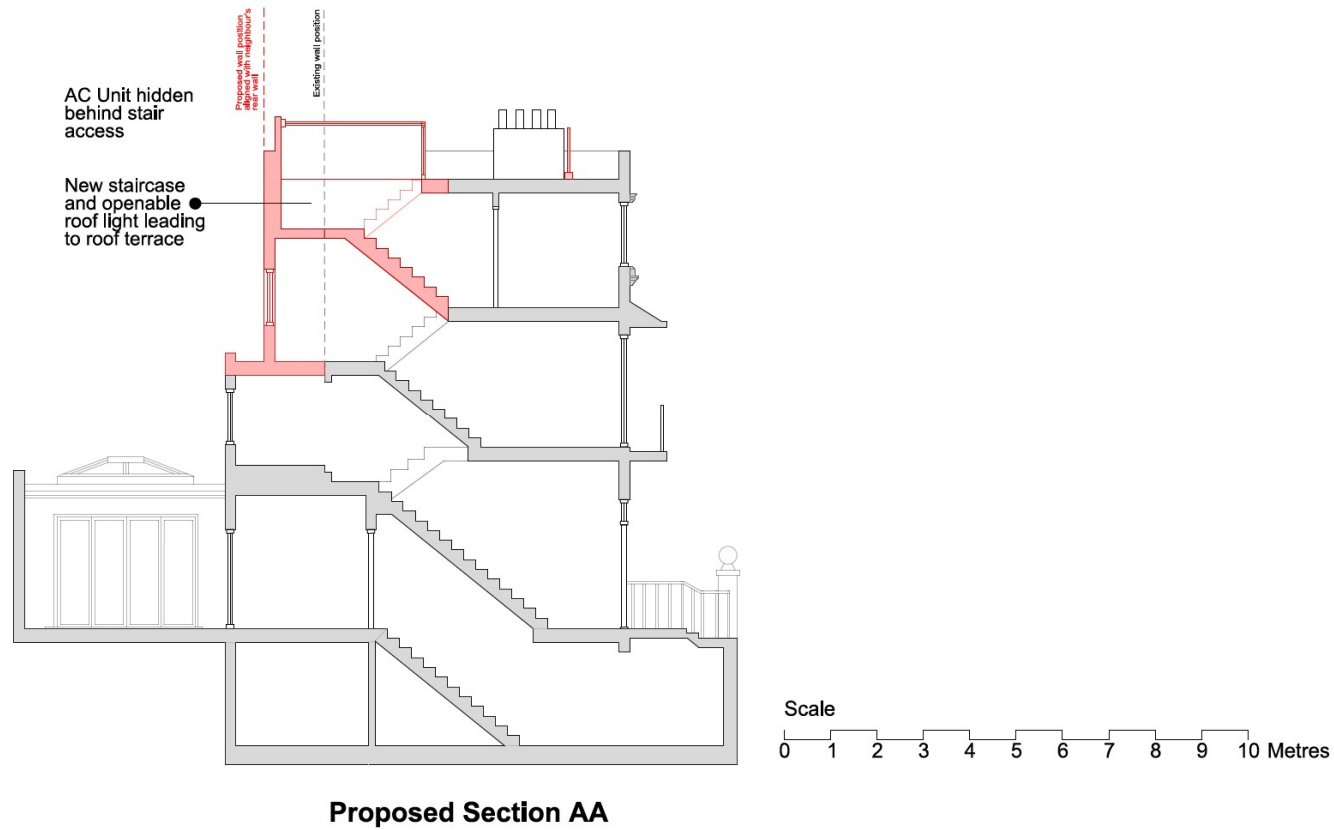 Proposed wall position
aligned with neighbour's
rear wall
Existing wall position
AC Unit hidden
behind stair
access
New staircase
and openable
roof light leading
to roof terrace
Scale
0 1 2 3 4 5 6 7 8 9 10 Metres
Proposed Section AA